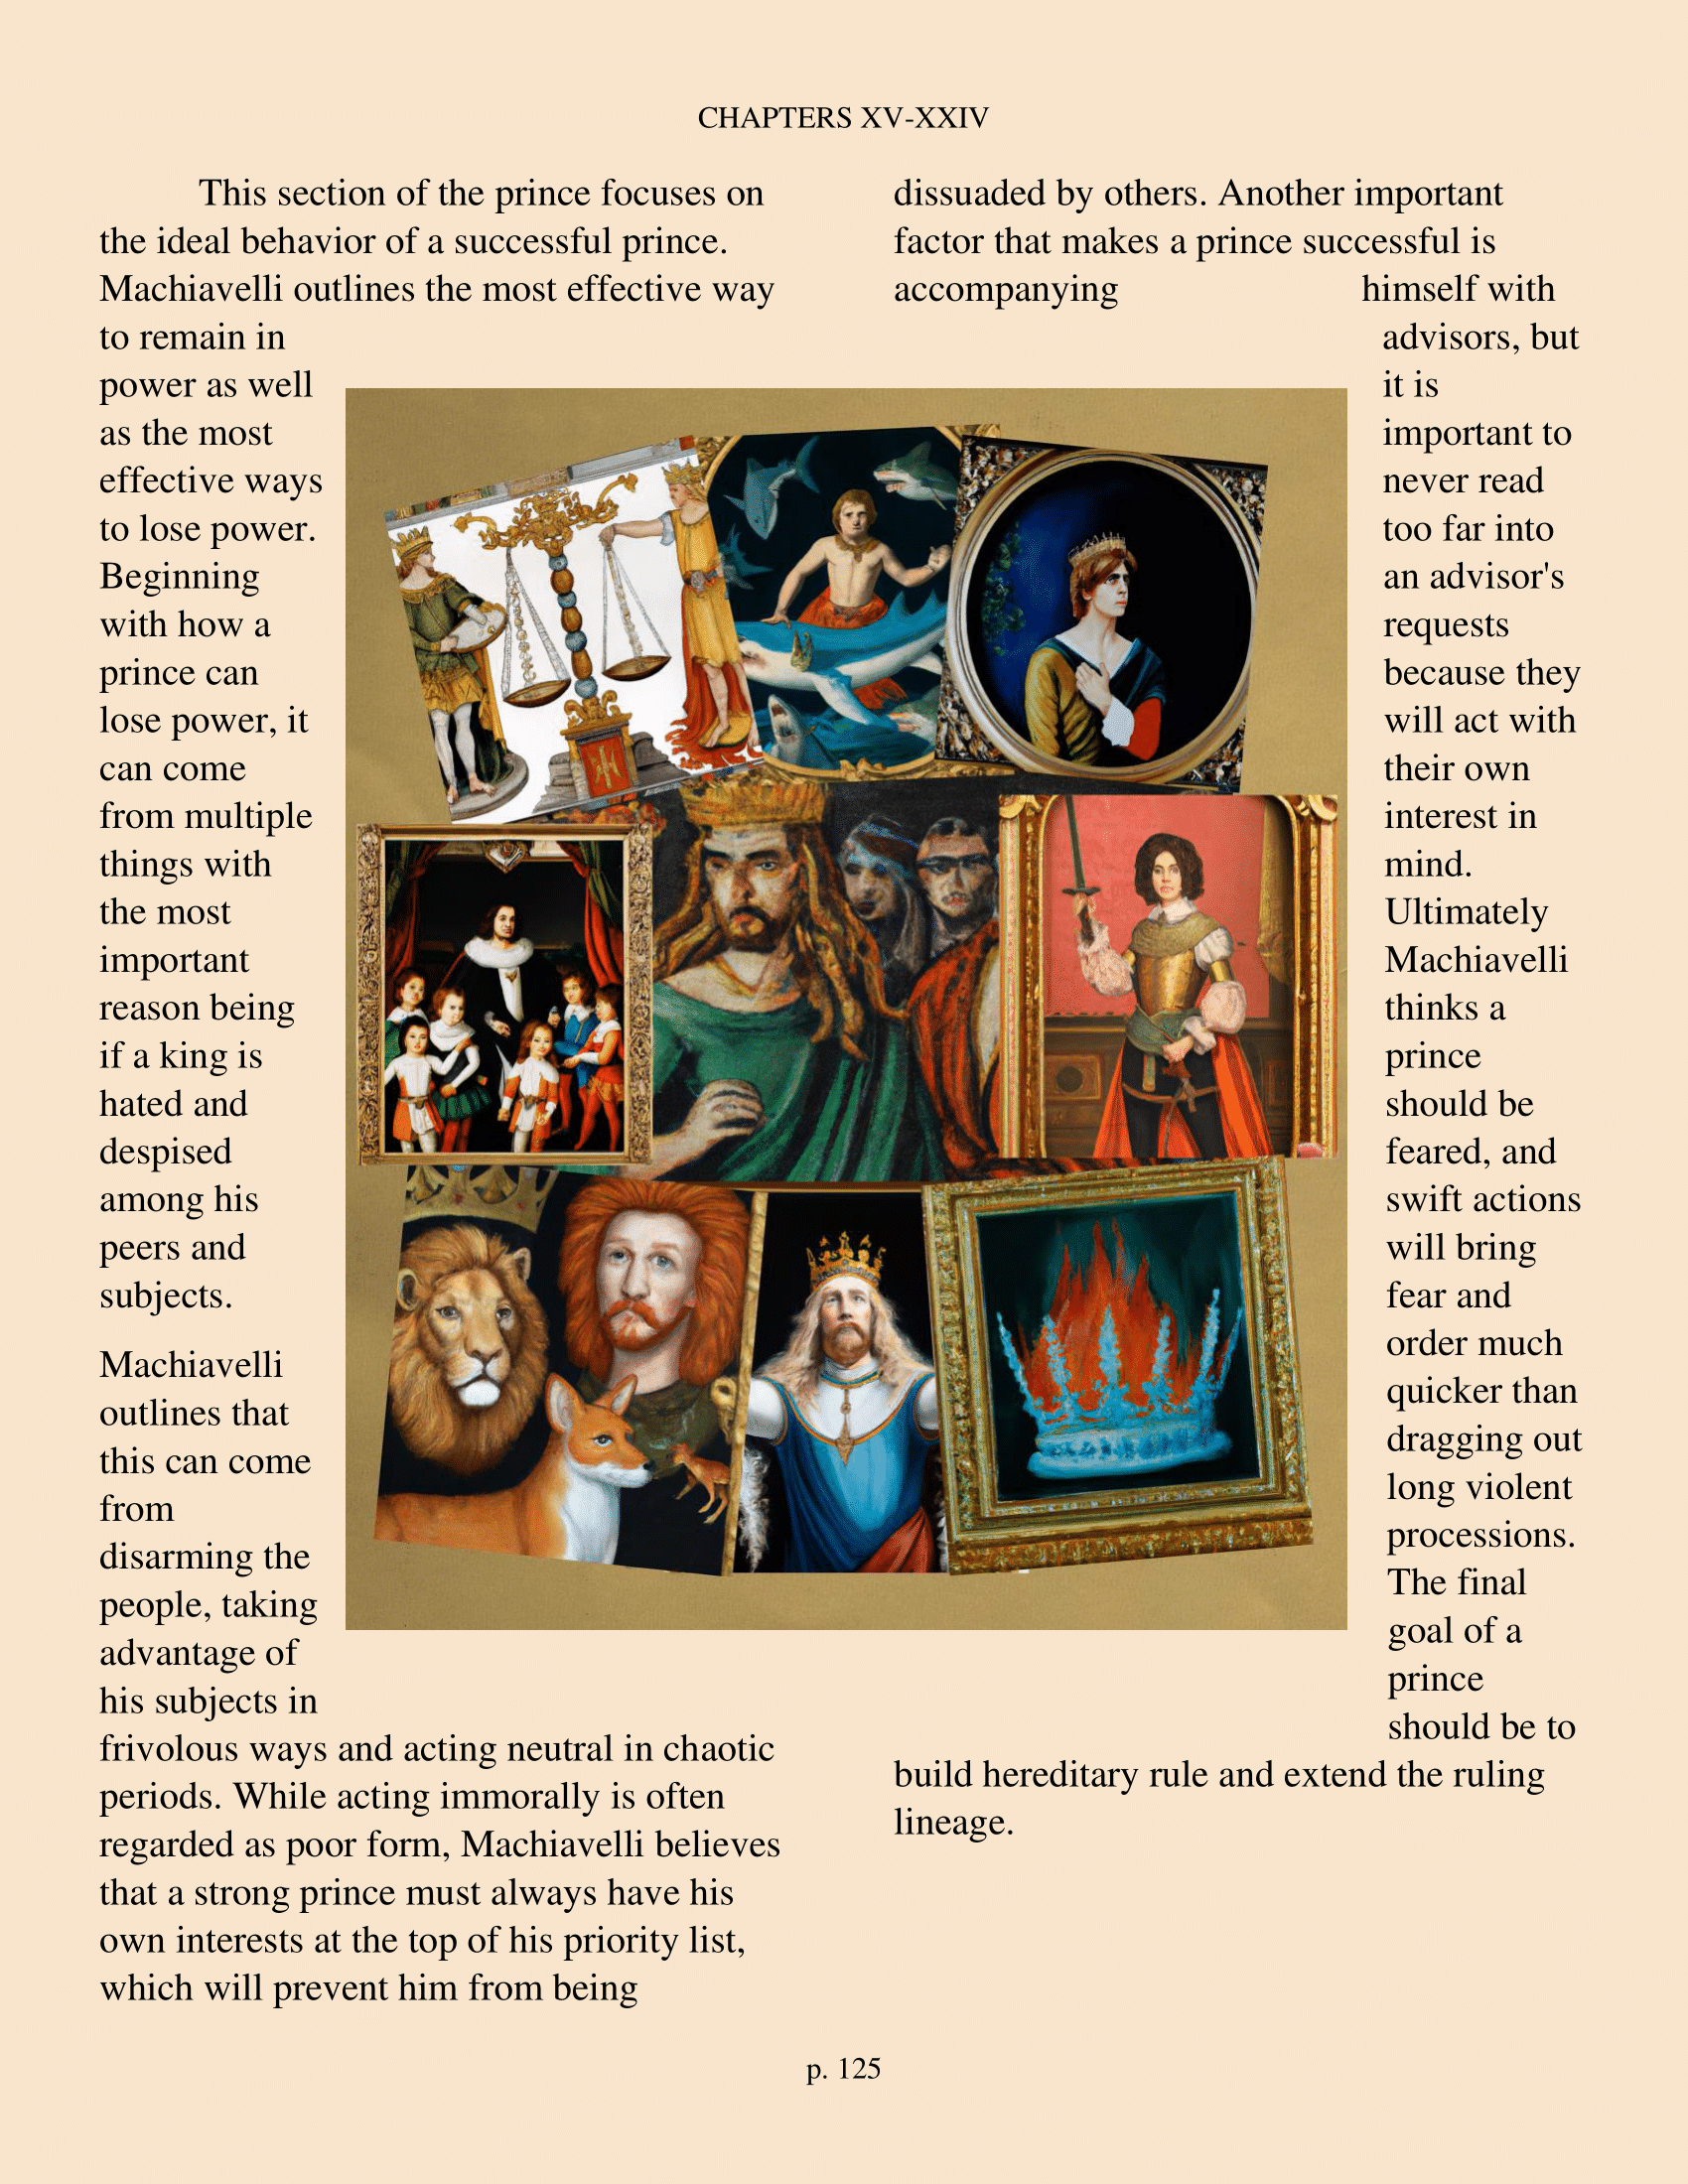 CHAPTERS XV-XXIV
This section of the prince focuses on
the ideal behavior of a successful prince.
Machiavelli outlines the most effective way
to remain in
power as well
as the most
effective ways
to lose power.
Beginning
with how a
prince can
lose power, it
can come
from multiple
things with
the most
important
reason being
if a king is
hated and
despised
among his
peers and
subjects.
Machiavelli
outlines that
this can come
from
disarming the
people, taking
advantage of
his subjects in
frivolous ways and acting neutral in chaotic
periods. While acting immorally is often
regarded as poor form, Machiavelli believes
that a strong prince must always have his
own interests at the top of his priority list,
which will prevent him from being
dissuaded by others. Another important
factor that makes a prince successful is
accompanying himself with
advisors, but
it is
important to
never read
too far into
an advisor's
requests
because they
will act with
their own
interest in
mind.
Ultimately
Machiavelli
thinks a
prince
should be
feared, and
swift actions
will bring
fear and
order much
quicker than
dragging out
long violent
processions.
The final
goal of a
prince
should be to
build hereditary rule and extend the ruling
lineage.
p. 125